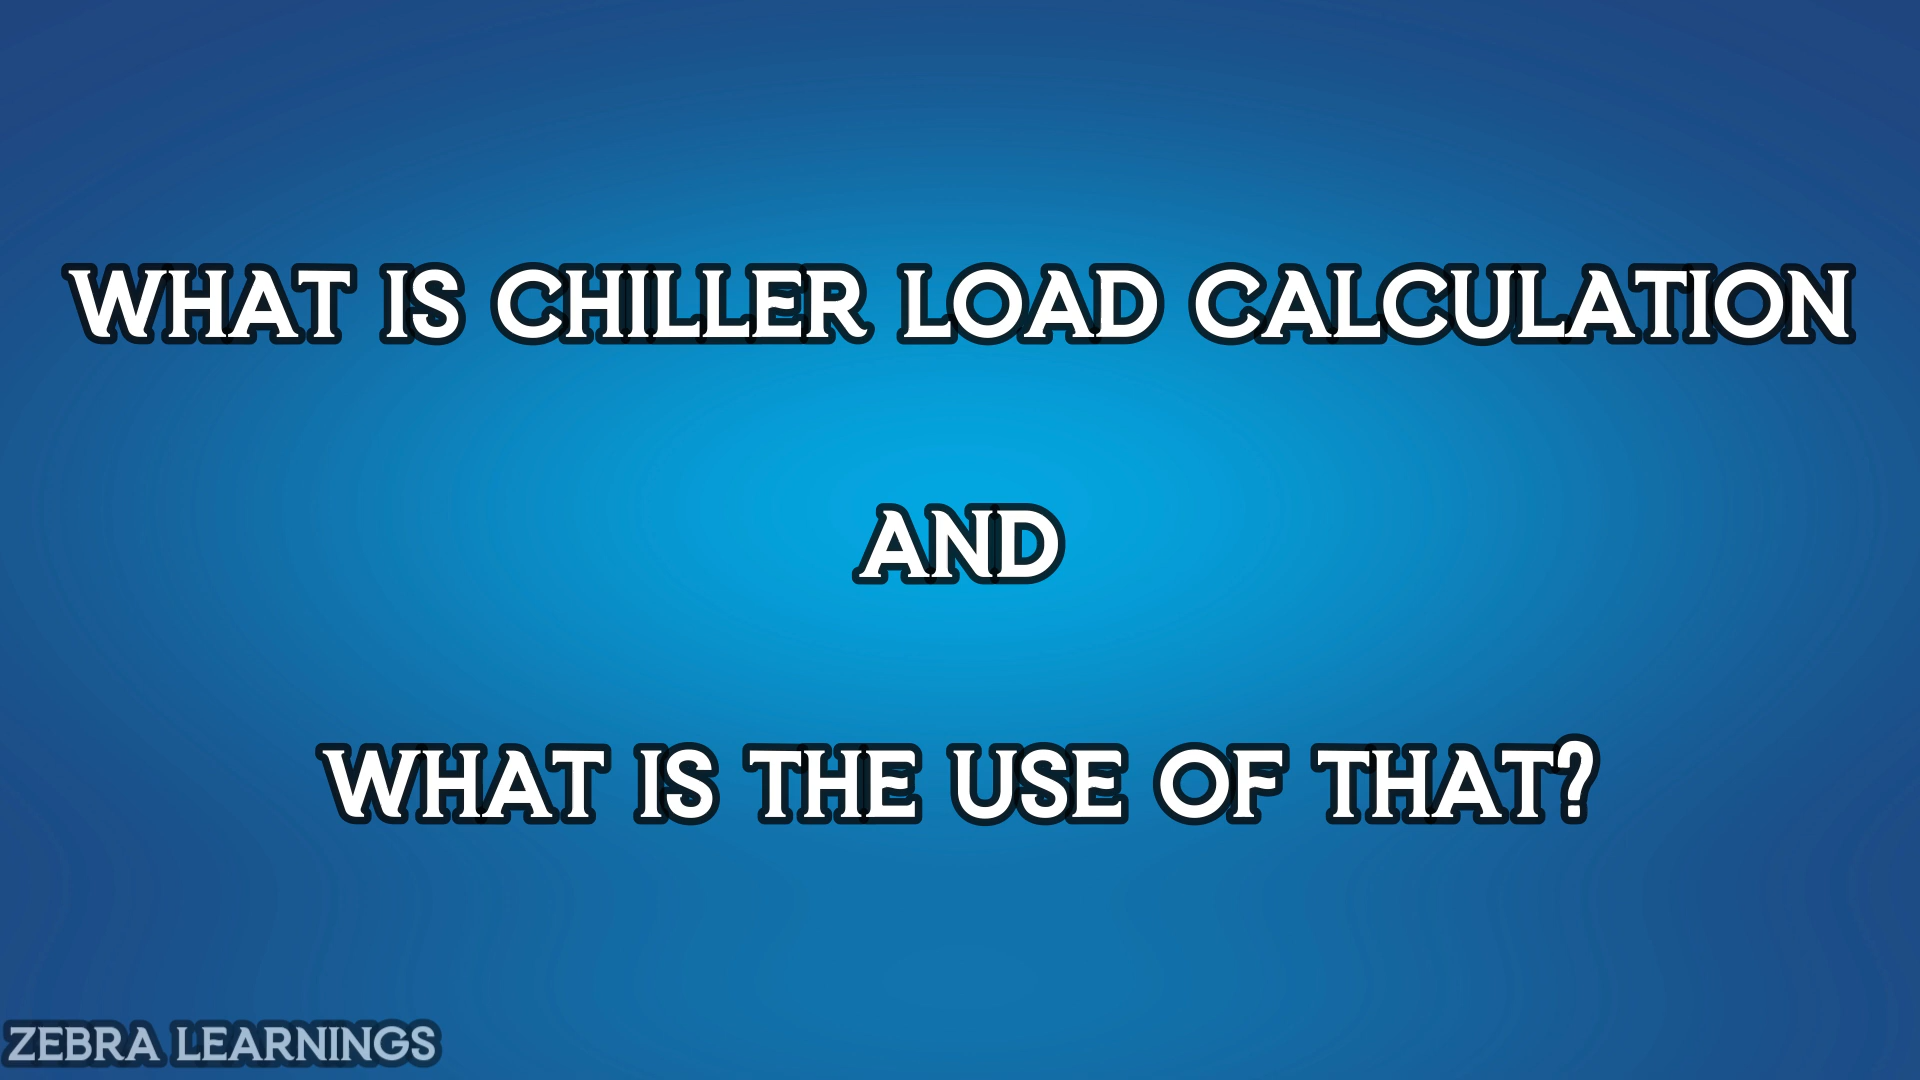 WHAT IS CHILLER LOAD CALCULATION
AND
WHAT IS THE USE OF THAT?
ZEBRA LEARNINGS